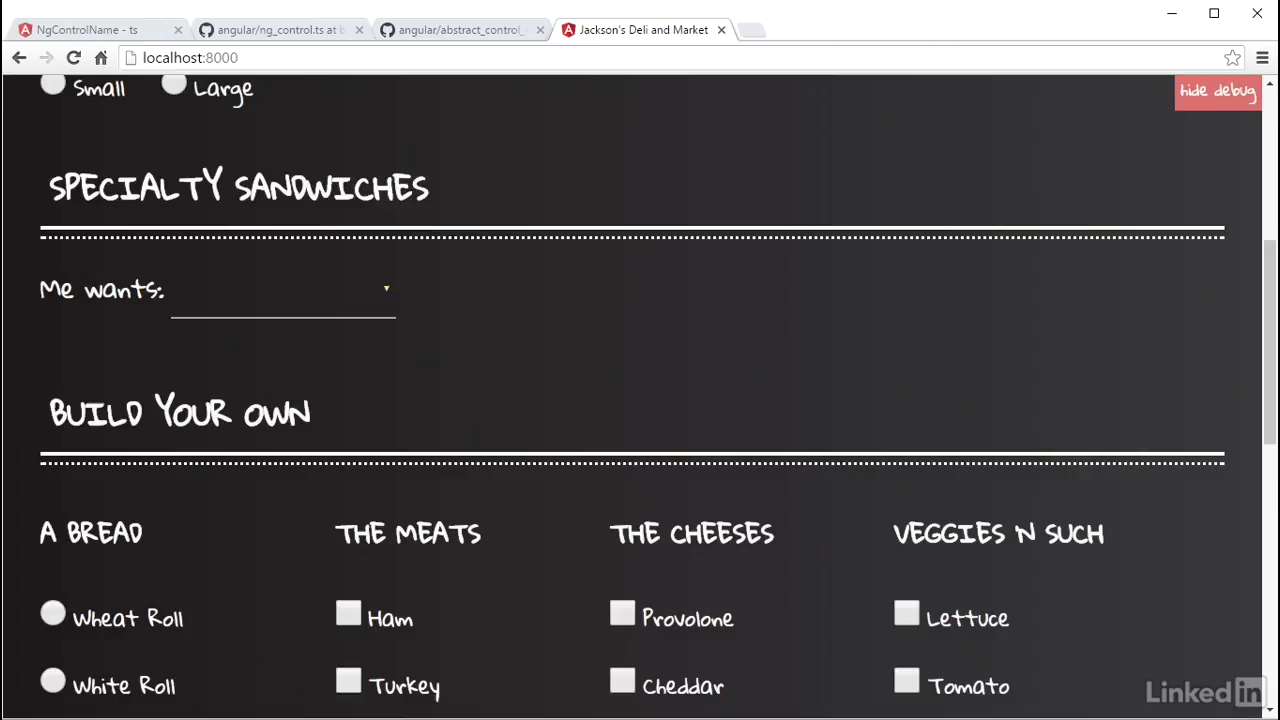 NgControlName - ts
angular/ng_control.ts at b
angular/abstract_control_
Jackson's Deli and Market
localhost:8000
Small Large
hide debug
SPECIALTY SANDWICHES
Me wants:
BUILD YOUR OWN
A BREAD THE MEATS THE CHEESES VEGGIES 'N SUCH
Wheat Roll Ham Provolone Lettuce
White Roll Turkey Cheddar Tomato
LinkedIn